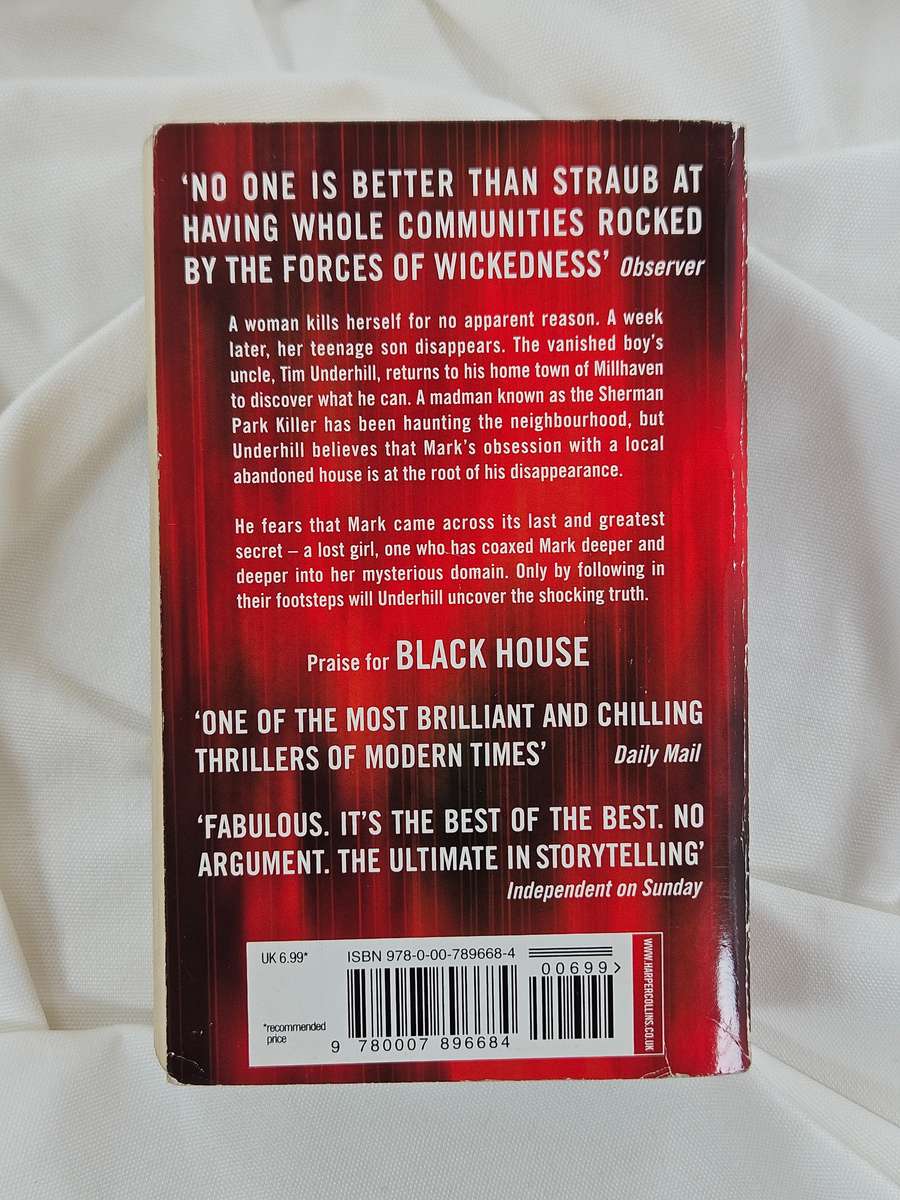 ‘NO ONE IS BETTER THAN STRAUB AT
HAVING WHOLE COMMUNITIES ROCKED
BY THE FORCES OF WICKEDNESS’ Observer
A woman kills herself for no apparent reason. A week
later, her teenage son disappears. The vanished boy’s
uncle, Tim Underhill, returns to his home town of Millhaven
to discover what he can. A madman known as the Sherman
Park Killer has been haunting the neighbourhood, but
Underhill believes that Mark’s obsession with a local
abandoned house is at the root of his disappearance.
He fears that Mark came across its last and greatest
secret – a lost girl, one who has coaxed Mark deeper and
deeper into her mysterious domain. Only by following in
their footsteps will Underhill uncover the shocking truth.
Praise for BLACK HOUSE
‘ONE OF THE MOST BRILLIANT AND CHILLING
THRILLERS OF MODERN TIMES’ Daily Mail
‘FABULOUS. IT’S THE BEST OF THE BEST. NO
ARGUMENT. THE ULTIMATE IN STORYTELLING’
Independent on Sunday
UK 6.99*
*recommended
price
ISBN 978-0-00-789668-4
9 780007 896684
00699>
WWW.HARPERCOLLINS.CO.UK